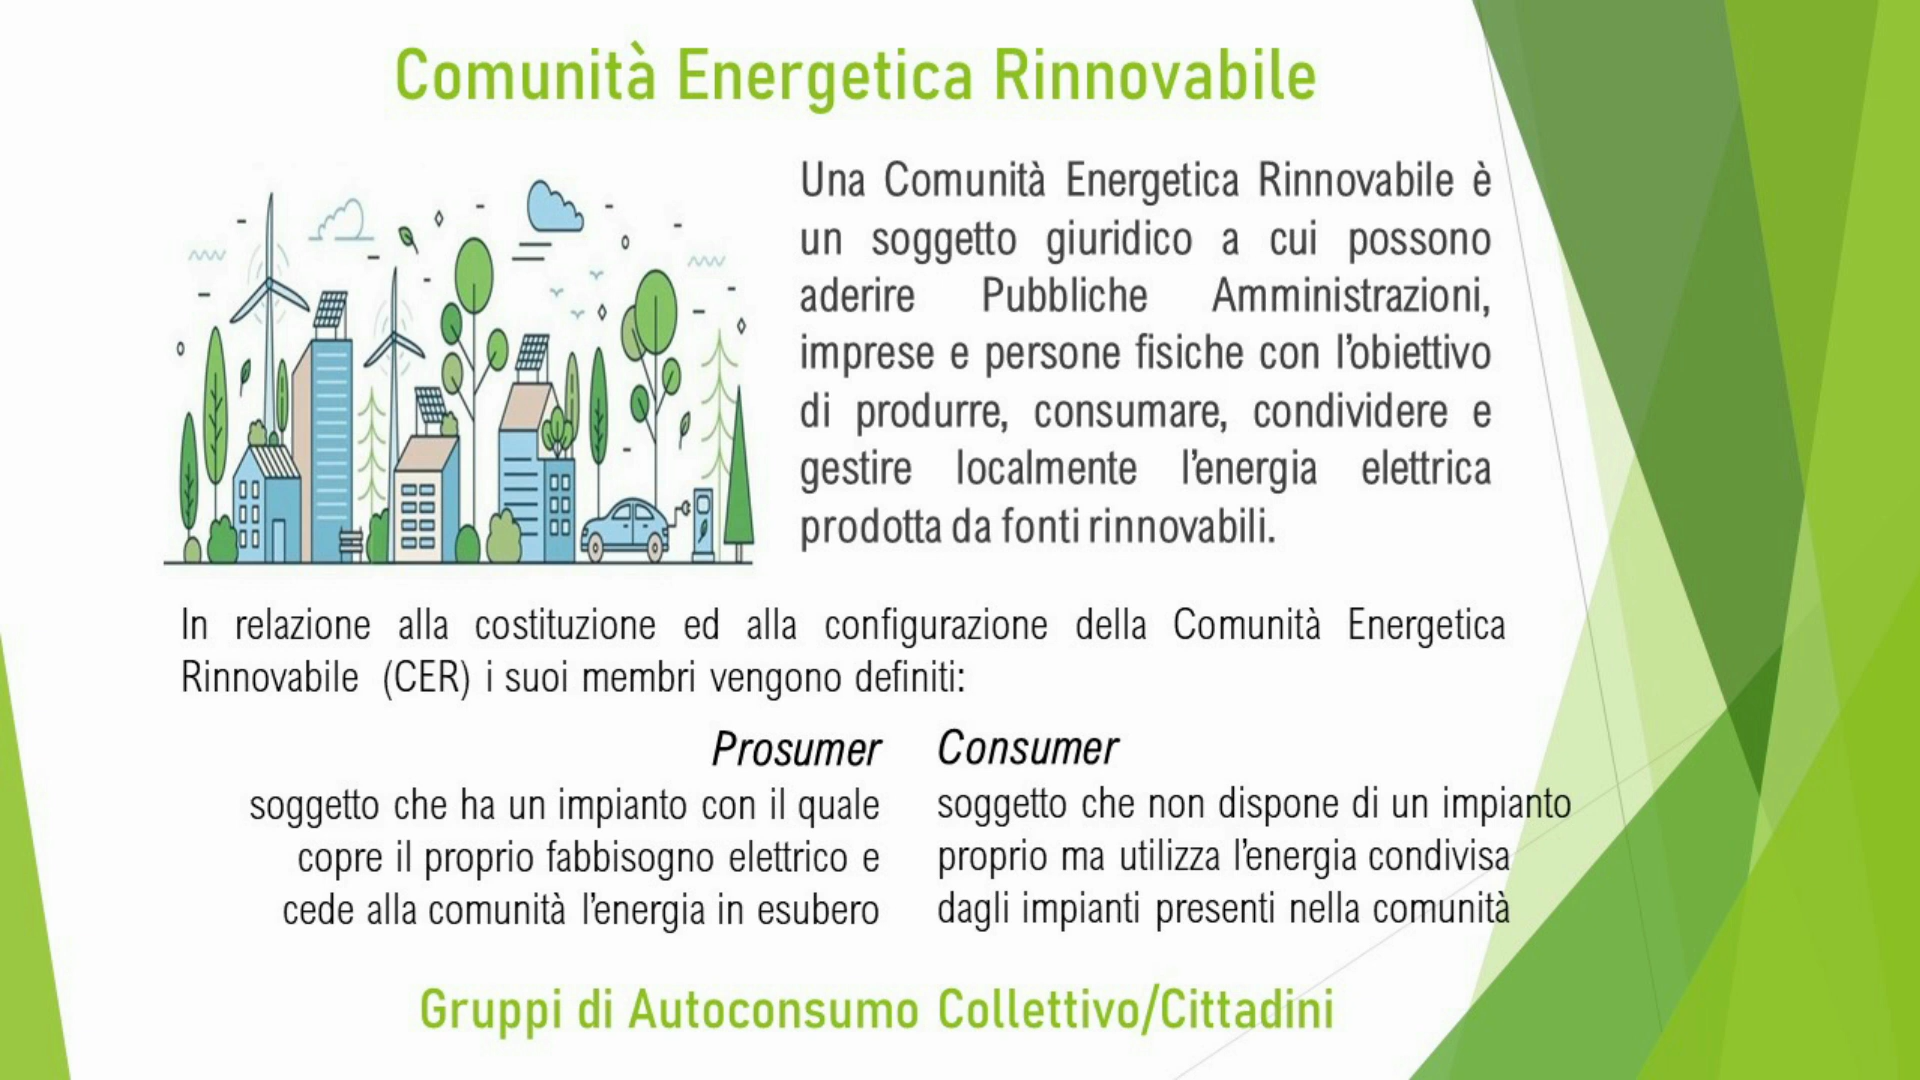 Comunità Energetica Rinnovabile
Una Comunità Energetica Rinnovabile è
un soggetto giuridico a cui possono
aderire Pubbliche Amministrazioni,
imprese e persone fisiche con l’obiettivo
di produrre, consumare, condividere e
gestire localmente l’energia elettrica
prodotta da fonti rinnovabili.
In relazione alla costituzione ed alla configurazione della Comunità Energetica
Rinnovabile (CER) i suoi membri vengono definiti:
Prosumer
soggetto che ha un impianto con il quale
copre il proprio fabbisogno elettrico e
cede alla comunità l’energia in esubero
Consumer
soggetto che non dispone di un impianto
proprio ma utilizza l’energia condivisa
dagli impianti presenti nella comunità
Gruppi di Autoconsumo Collettivo/Cittadini